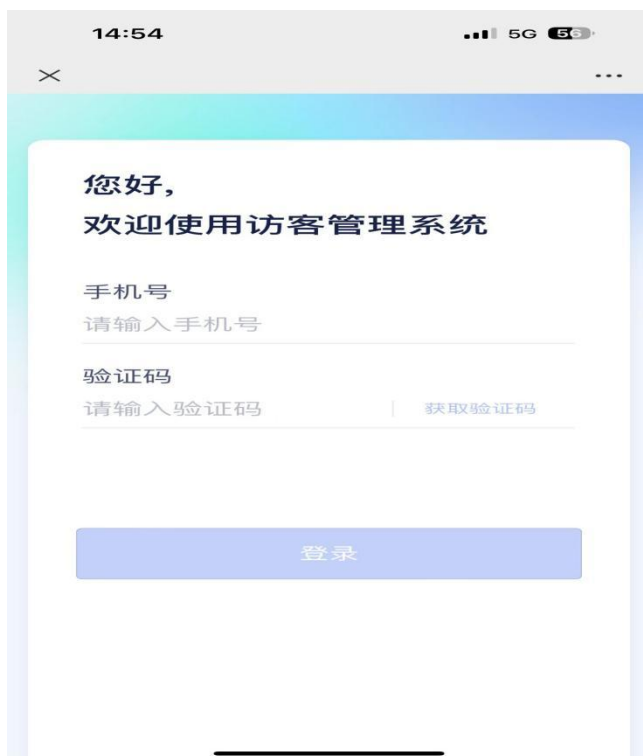 14:54
5G 56
您好,
欢迎使用访客管理系统
手机号
请输入手机号
验证码
请输入验证码
获取验证码
登录